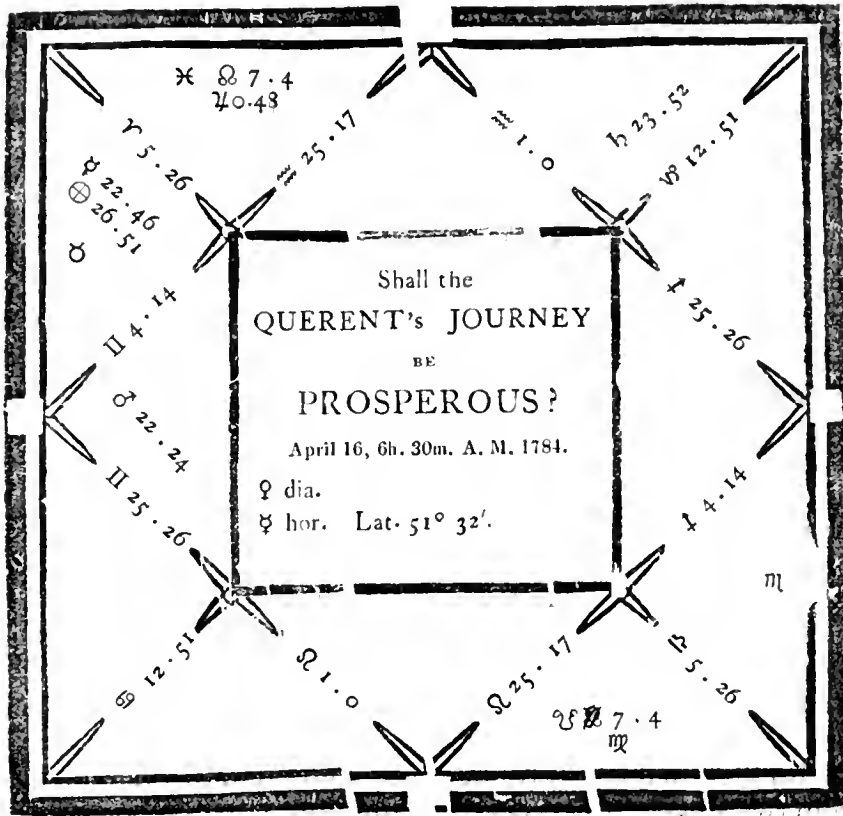 ♓ ☊ 7 . 4
♃ 0.48
♒ 25 . 17
♒ 1 . 0
♄ 23 . 52
♑ 12 . 51
♈ 5 . 26
☿ 22 . 46
⊗ 26 . 51
♉
♊ 4 . 14
♐ 25 . 26
Shall the
QUERENT's JOURNEY
BE
PROSPEROUS?
April 16, 6h. 30m. A. M. 1784.
♀ dia.
☿ hor. Lat. 51° 32′.
♂ 22 . 24
♊ 25 . 26
♐ 4 . 14
♏
♋ 12 . 51
♌ 1 . 0
♌ 25 . 17
♎ 5 . 26
☋ 7 . 4
♍